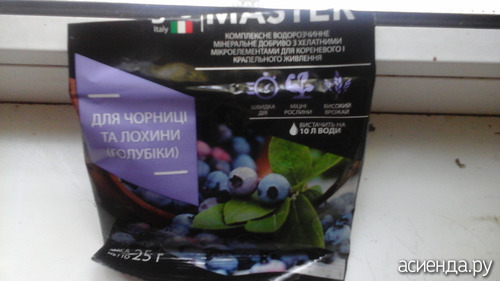 MASTER
Italy
КОМПЛЕКСНЕ ВОДОРОЗЧИННЕ
МІНЕРАЛЬНЕ ДОБРИВО З ХЕЛАТНИМИ
МІКРОЕЛЕМЕНТАМИ ДЛЯ КОРЕНЕВОГО І
КРАПЕЛЬНОГО ЖИВЛЕННЯ
ШВИДКА ДІЯ
МІЦНІ РОСЛИНИ
ВИСОКИЙ ВРОЖАЙ
ВИСТАЧИТЬ НА
10 Л ВОДИ
ДЛЯ ЧОРНИЦІ
ТА ЛОХИНИ
(ГОЛУБІКИ)
25 г
асиенда.ру